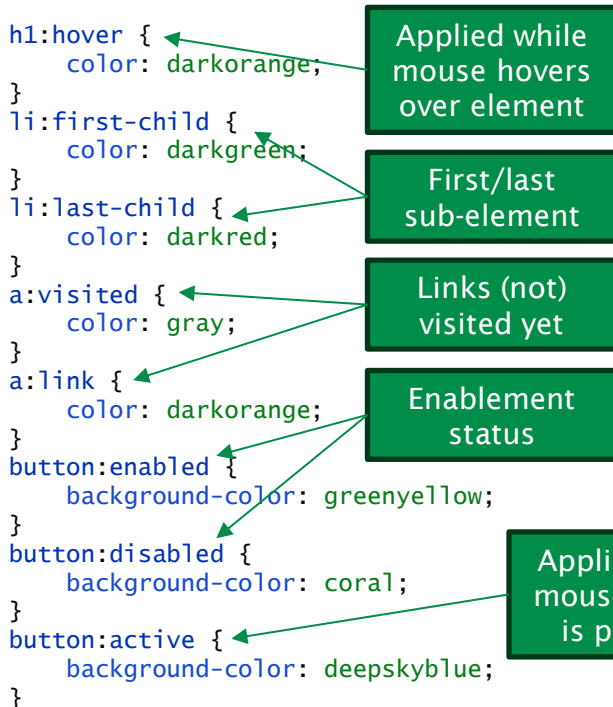 h1:hover {
    color: darkorange;
}
li:first-child {
    color: darkgreen;
}
li:last-child {
    color: darkred;
}
a:visited {
    color: gray;
}
a:link {
    color: darkorange;
}
button:enabled {
    background-color: greenyellow;
}
button:disabled {
    background-color: coral;
}
button:active {
    background-color: deepskyblue;
}
Applied while
mouse hovers
over element
First/last
sub-element
Links (not)
visited yet
Enablement
status
is